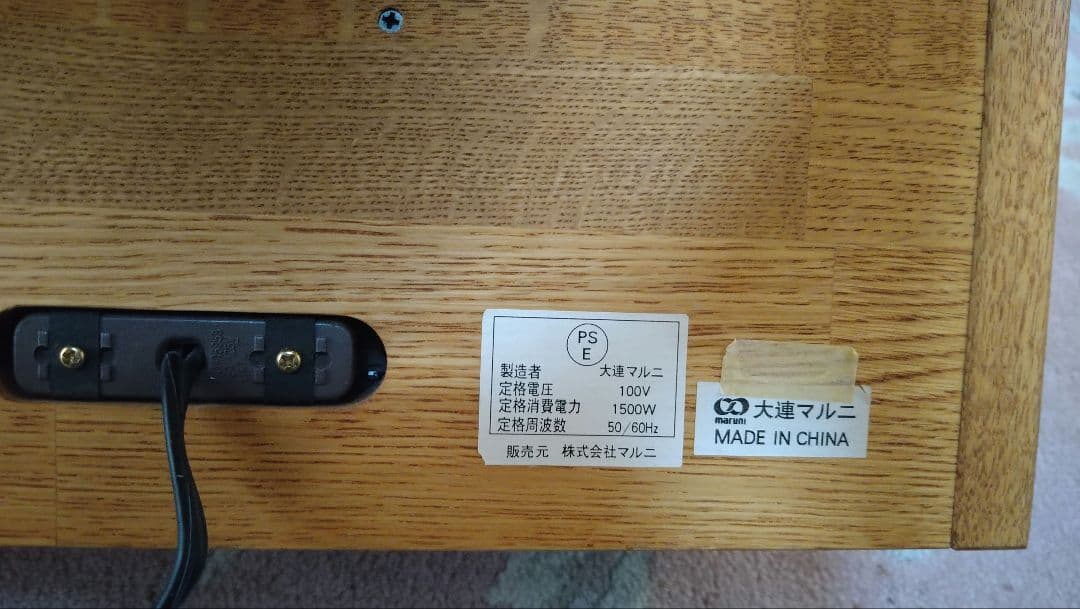 PS
E
製造者 大連マルニ
定格電圧 100V
定格消費電力 1500W
定格周波数 50/60Hz
販売元 株式会社マルニ
maruni 大連マルニ
MADE IN CHINA